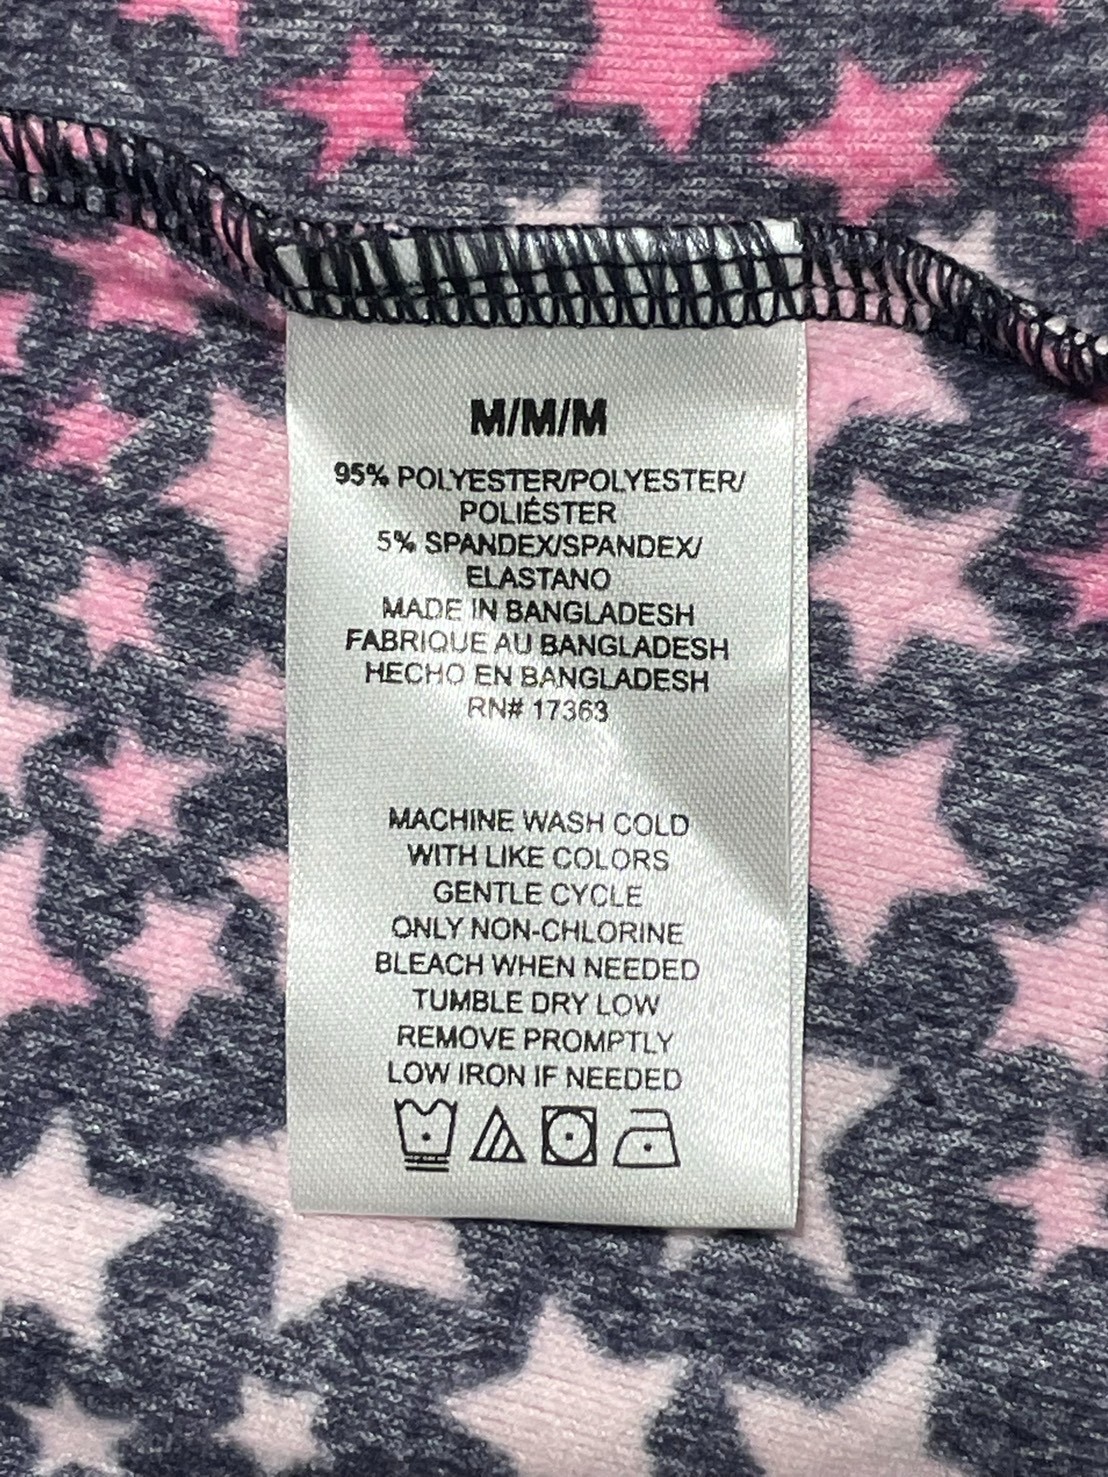 M/M/M
95% POLYESTER/POLYESTER/
POLIÉSTER
5% SPANDEX/SPANDEX/
ELASTANO
MADE IN BANGLADESH
FABRIQUE AU BANGLADESH
HECHO EN BANGLADESH
RN# 17363
MACHINE WASH COLD
WITH LIKE COLORS
GENTLE CYCLE
ONLY NON-CHLORINE
BLEACH WHEN NEEDED
TUMBLE DRY LOW
REMOVE PROMPTLY
LOW IRON IF NEEDED